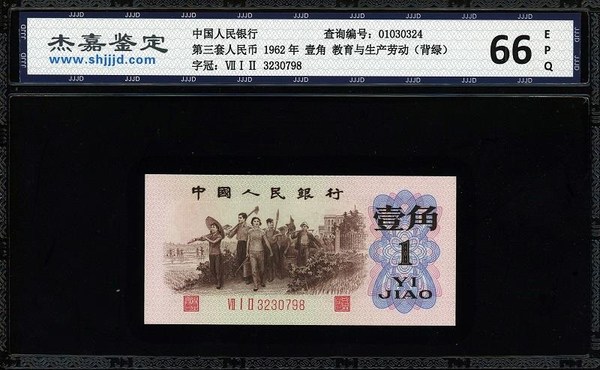 杰嘉鉴定
www.shjjjd.com
中国人民银行 查询编号：01030324
第三套人民币 1962 年 壹角 教育与生产劳动（背绿）
字冠：Ⅶ Ⅰ Ⅱ 3230798
66 EPQ
中國人民銀行
壹角
1
YI
JIAO
Ⅶ Ⅰ Ⅱ 3230798